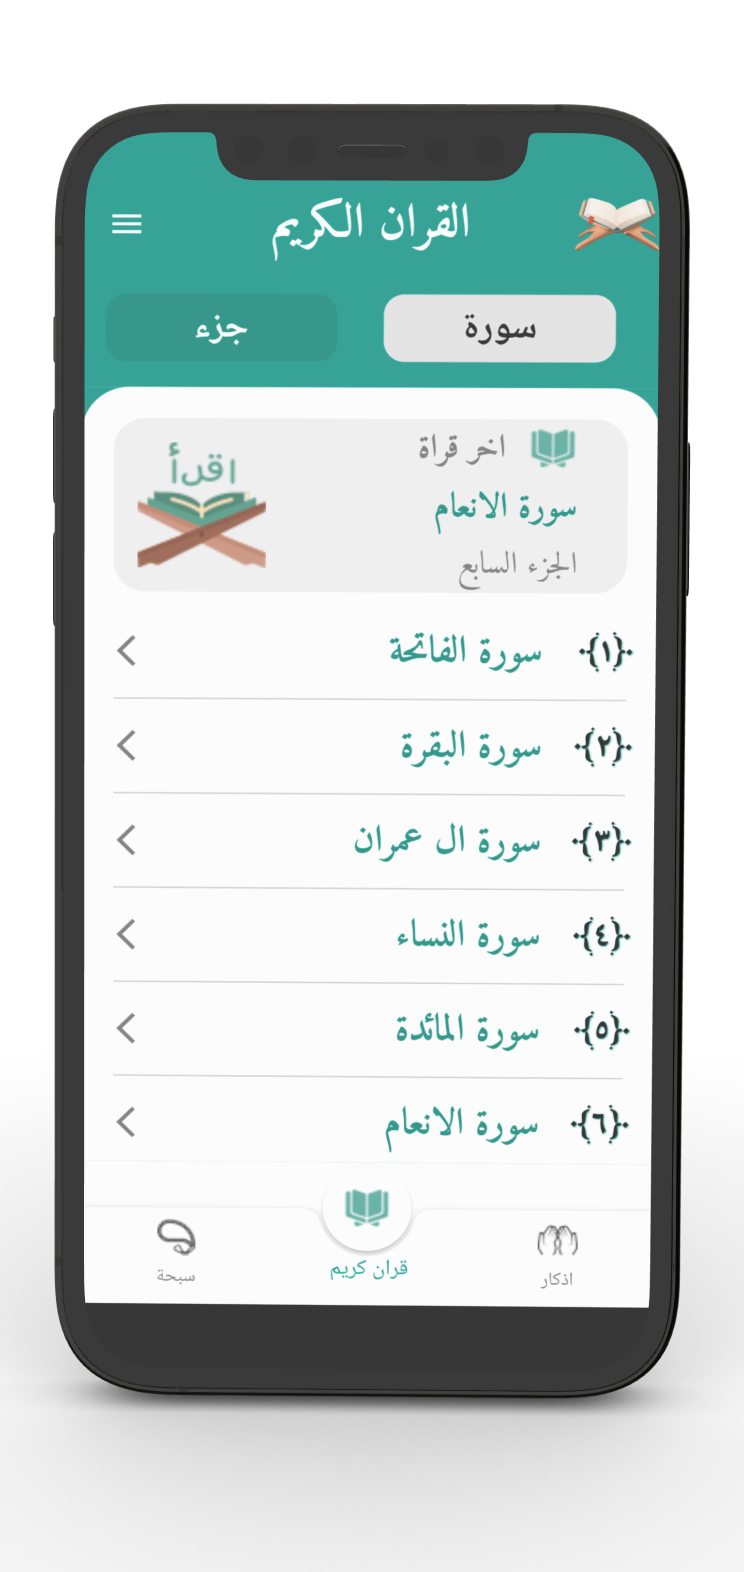 القران الكريم
سورة
جزء
اخر قراة
سورة الانعام
الجزء السابع
اقرأ
{١} سورة الفاتحة
{٢} سورة البقرة
{٣} سورة ال عمران
{٤} سورة النساء
{٥} سورة المائدة
{٦} سورة الانعام
اذكار
قران كريم
سبحة